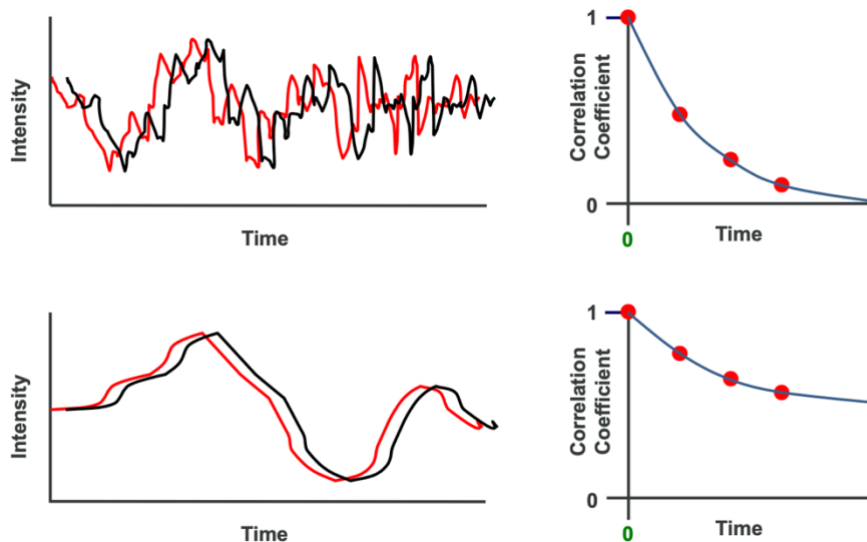 Intensity
Time
Correlation
Coefficient
1
0
0
Time
Intensity
Time
Correlation
Coefficient
1
0
0
Time